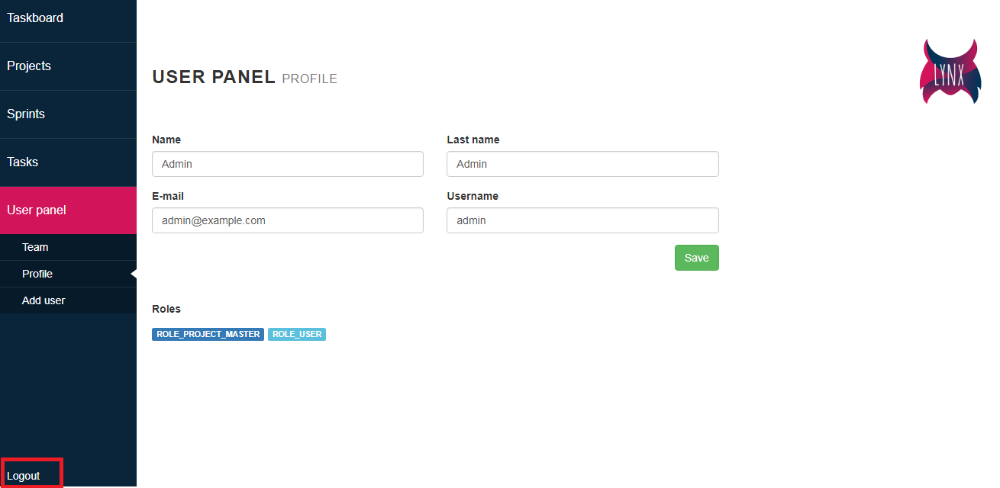 Taskboard
Projects
Sprints
Tasks
User panel
Team
Profile
Add user
Logout
USER PANEL PROFILE
LYNX
Name
Last name
Admin
Admin
E-mail
Username
admin@example.com
admin
Save
Roles
ROLE_PROJECT_MASTER ROLE_USER